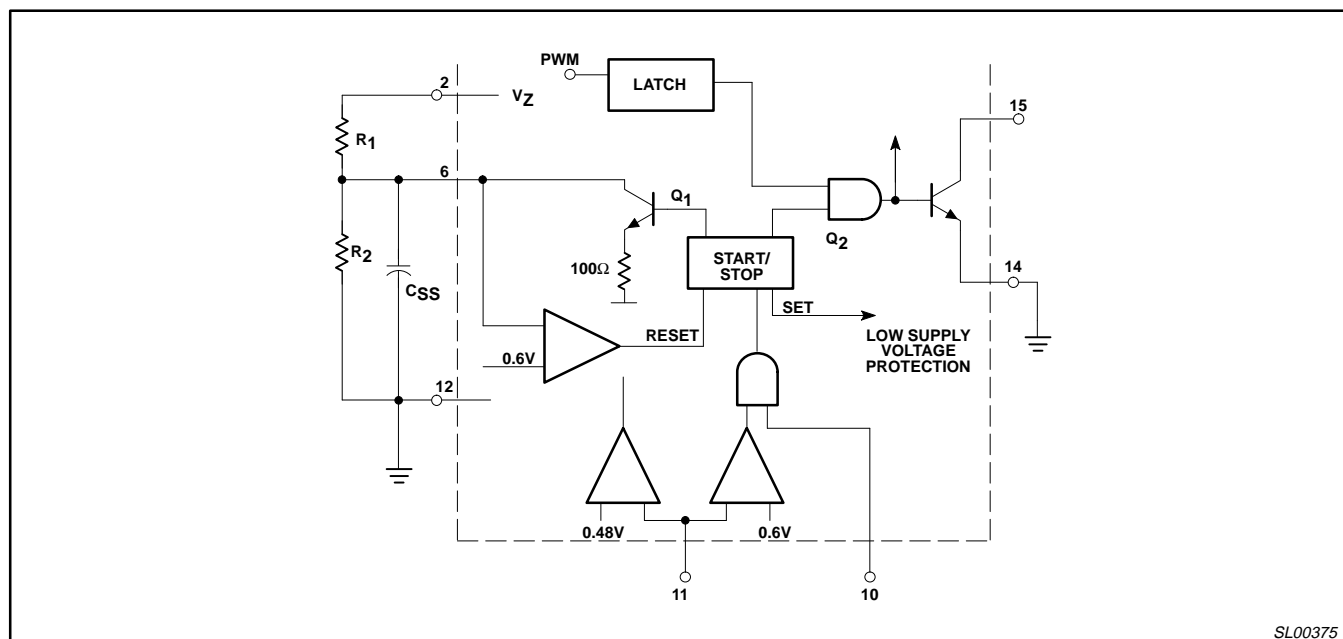 PWM
LATCH
2
VZ
15
R1
6
Q1
Q2
R2
START/
STOP
100Ω
CSS
14
SET
RESET
LOW SUPPLY
VOLTAGE
PROTECTION
0.6V
12
0.48V
0.6V
11
10
SL00375